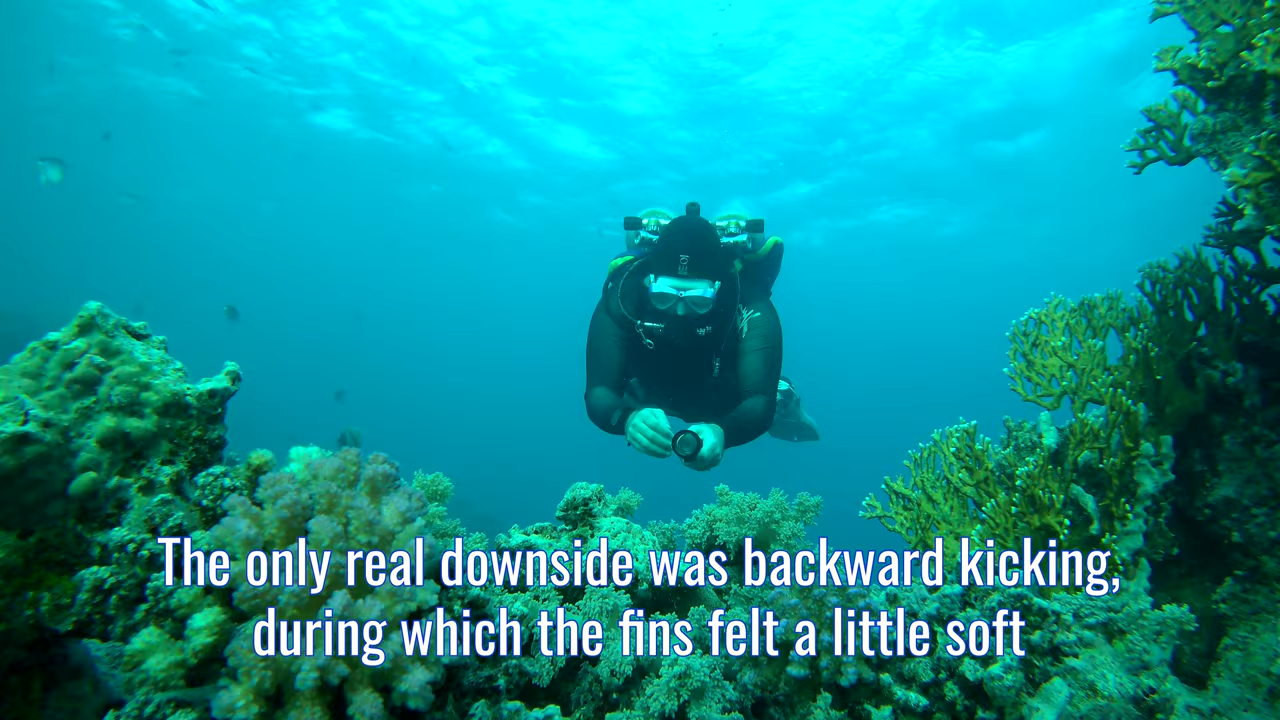 The only real downside was backward kicking,
during which the fins felt a little soft